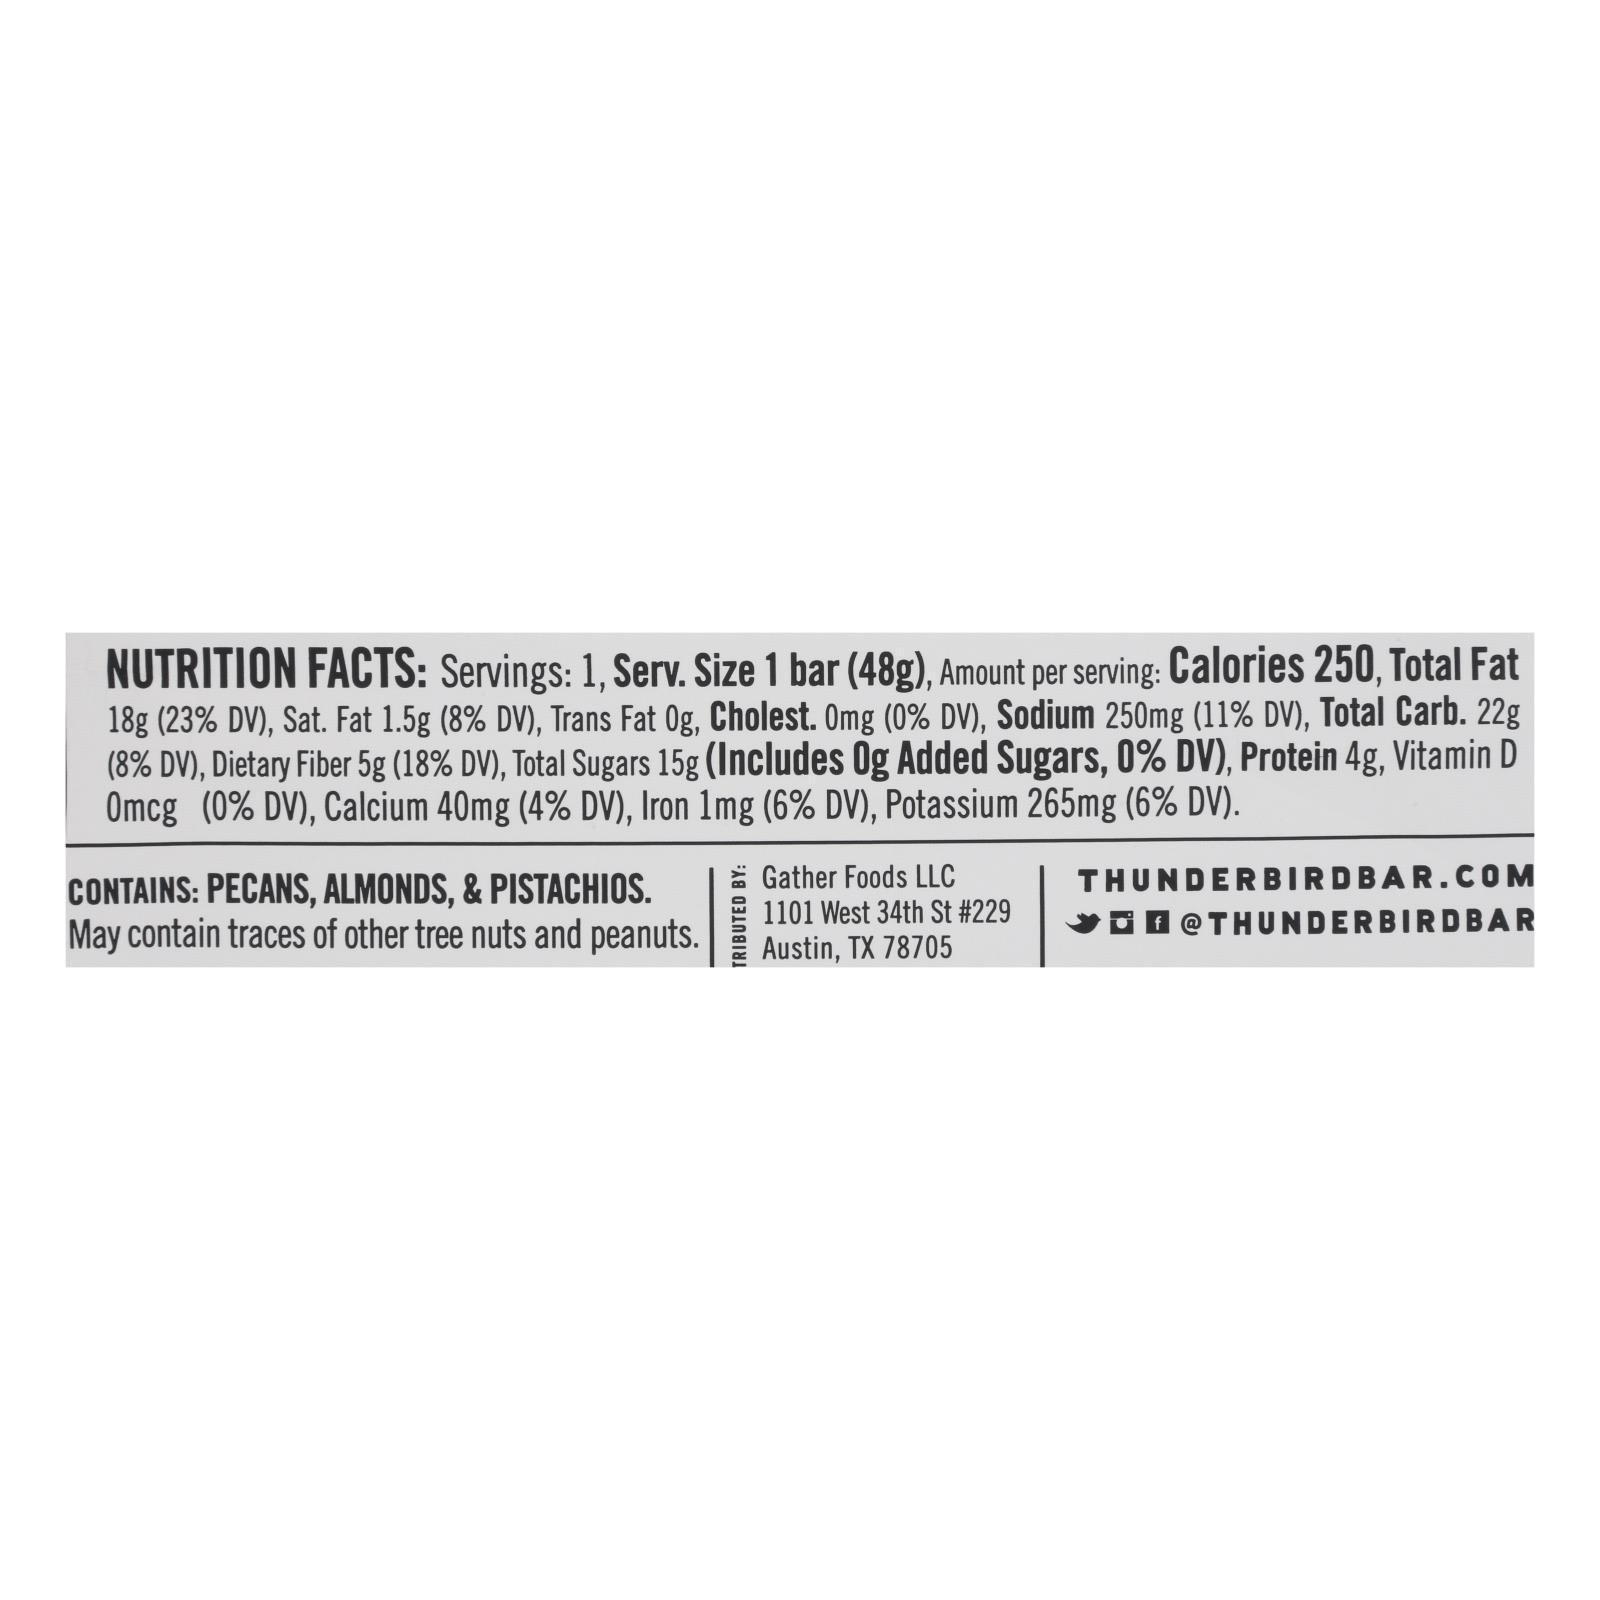 NUTRITION FACTS: Servings: 1, Serv. Size 1 bar (48g), Amount per serving: Calories 250, Total Fat
18g (23% DV), Sat. Fat 1.5g (8% DV), Trans Fat 0g, Cholest. 0mg (0% DV), Sodium 250mg (11% DV), Total Carb. 22g
(8% DV), Dietary Fiber 5g (18% DV), Total Sugars 15g (Includes 0g Added Sugars, 0% DV), Protein 4g, Vitamin D
0mcg (0% DV), Calcium 40mg (4% DV), Iron 1mg (6% DV), Potassium 265mg (6% DV).
CONTAINS: PECANS, ALMONDS, & PISTACHIOS.
May contain traces of other tree nuts and peanuts.
TRIBUTED BY:
Gather Foods LLC
1101 West 34th St #229
Austin, TX 78705
THUNDERBIRDBAR.COM
@THUNDERBIRDBAR